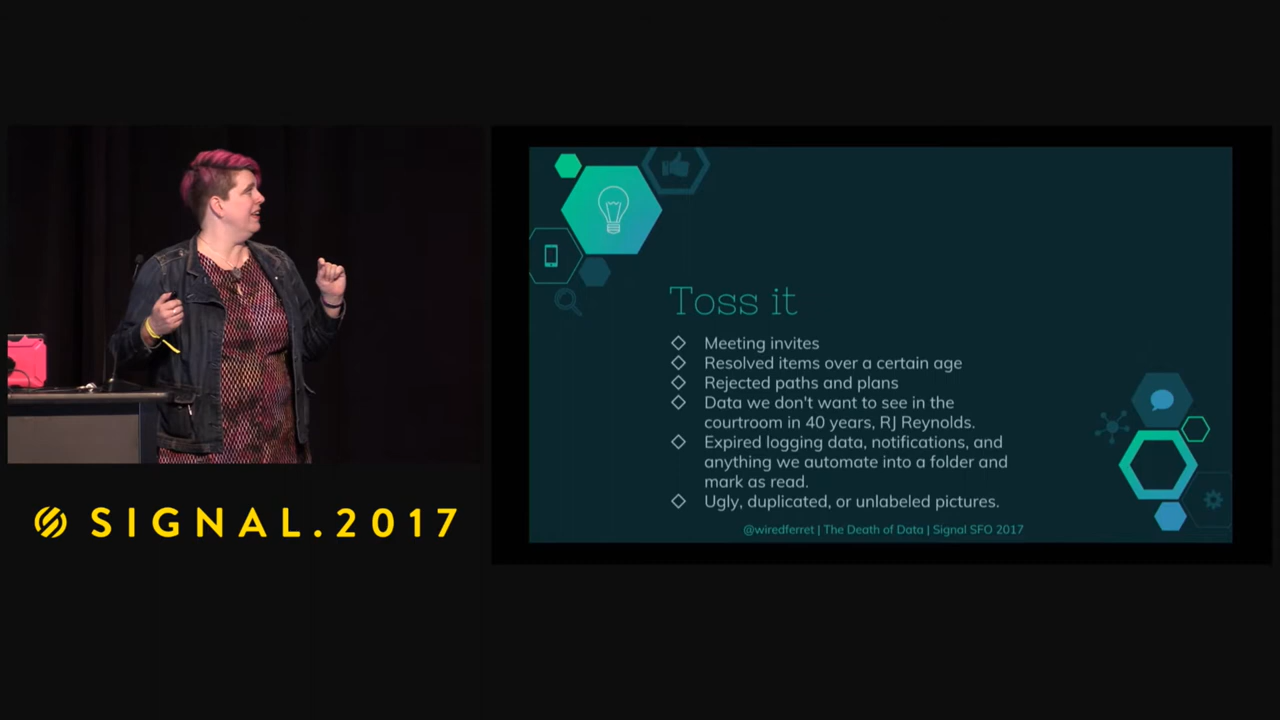 SIGNAL.2017
Toss it
Meeting invites
Resolved items over a certain age
Rejected paths and plans
Data we don't want to see in the
courtroom in 40 years, RJ Reynolds.
Expired logging data, notifications, and
anything we automate into a folder and
mark as read.
Ugly, duplicated, or unlabeled pictures.
@wiredferret | The Death of Data | Signal SFO 2017